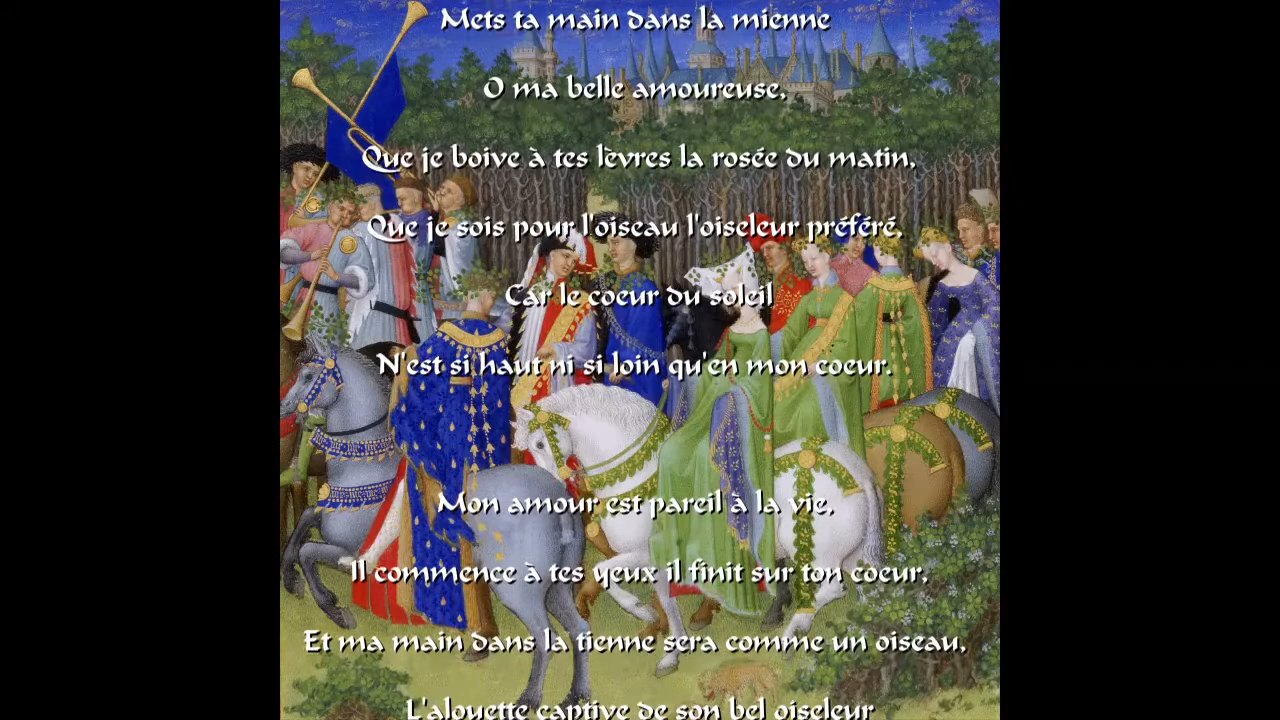 Mets ta main dans la mienne
O ma belle amoureuse,
Que je boive à tes lèvres la rosée du matin,
Que je sois pour l'oiseau l'oiseleur préféré,
Car le coeur du soleil
N'est si haut ni si loin qu'en mon coeur.
Mon amour est pareil à la vie,
Il commence à tes yeux il finit sur ton coeur,
Et ma main dans la tienne sera comme un oiseau,
L'alouette captive de son bel oiseleur